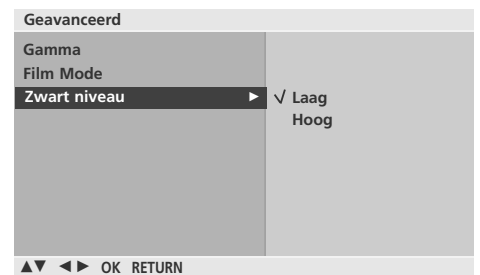 Geavanceerd
Gamma
Film Mode
Zwart niveau ► √ Laag
Hoog
▲▼ ◄► OK RETURN